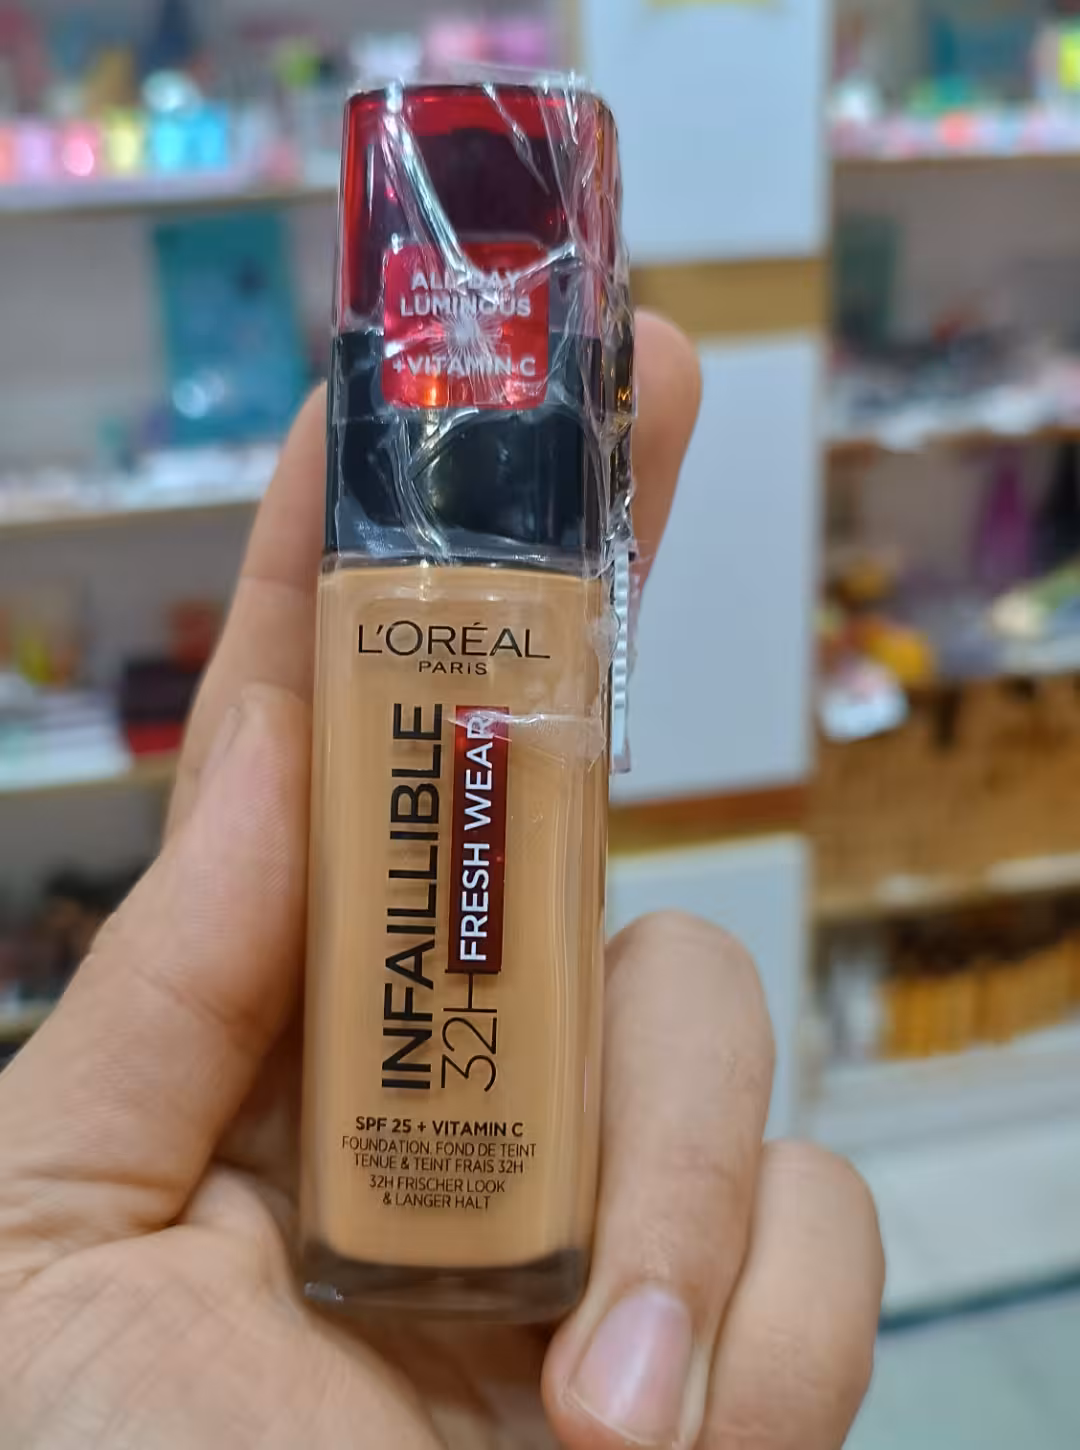 ALL DAY
LUMINOUS
+VITAMIN C
L'ORÉAL
PARIS
INFAILLIBLE
32H FRESH WEAR
SPF 25 + VITAMIN C
FOUNDATION, FOND DE TEINT
TENUE & TEINT FRAIS 32H
32H FRISCHER LOOK
& LANGER HALT